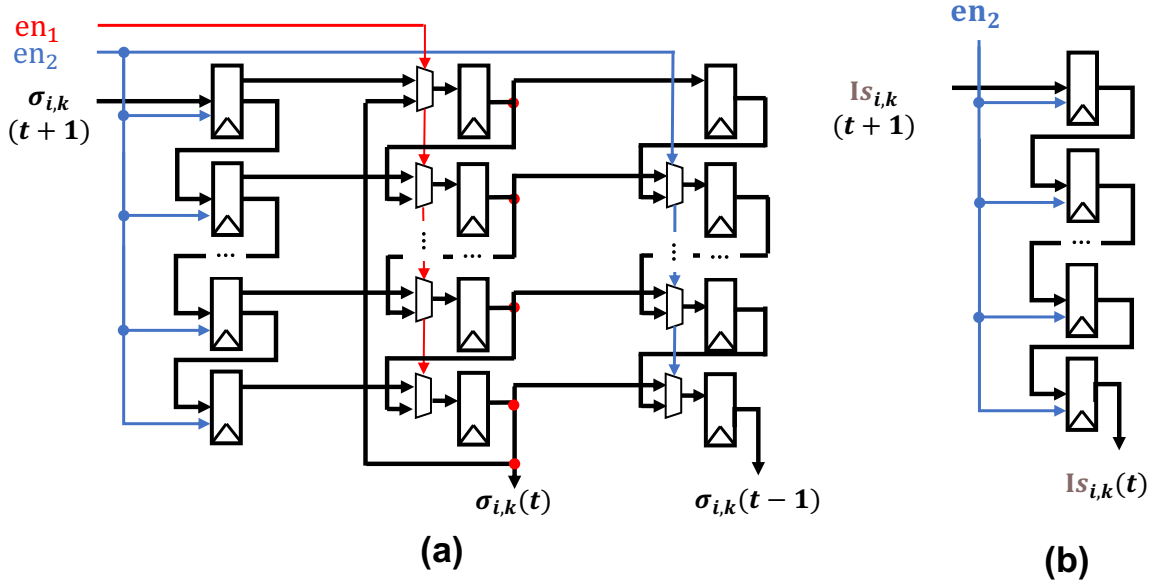 en₁
en₂
σᵢ,ₖ
(t + 1)
...
...
...
...
...
σᵢ,ₖ(t)
σᵢ,ₖ(t − 1)
(a)
en₂
Isᵢ,ₖ
(t + 1)
...
Isᵢ,ₖ(t)
(b)